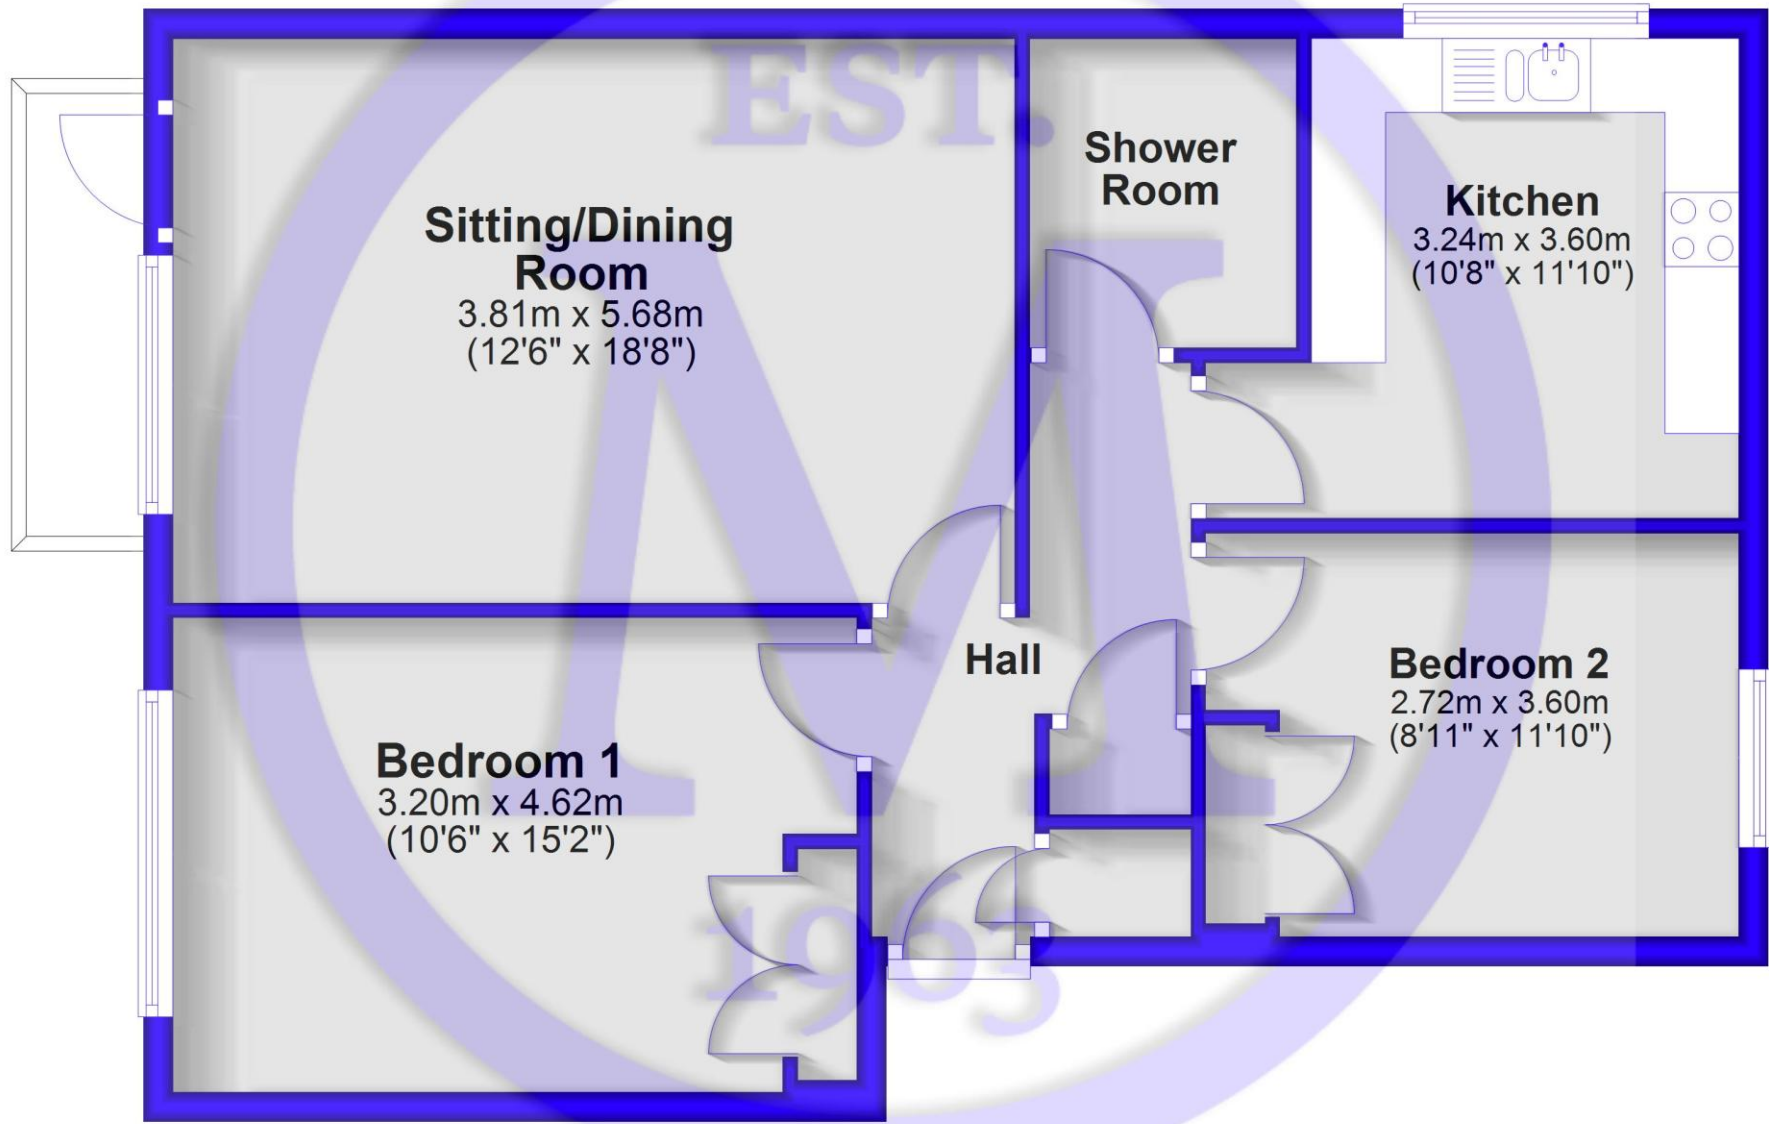 EST.
Shower
Room
Kitchen
3.24m x 3.60m
(10'8" x 11'10")
Sitting/Dining
Room
3.81m x 5.68m
(12'6" x 18'8")
M
Hall
Bedroom 2
2.72m x 3.60m
(8'11" x 11'10")
Bedroom 1
3.20m x 4.62m
(10'6" x 15'2")
1963